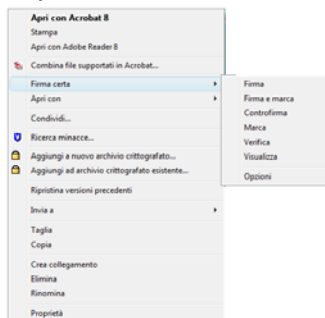 Apri con Acrobat 8
Stampa
Apri con Adobe Reader 8
Combina file supportati in Acrobat...
Firma certa
Apri con
Condividi...
Ricerca minacce...
Aggiungi a nuovo archivio crittografato...
Aggiungi ad archivio crittografato esistente...
Ripristina versioni precedenti
Invia a
Taglia
Copia
Crea collegamento
Elimina
Rinomina
Proprietà
Firma
Firma e marca
Controfirma
Marca
Verifica
Visualizza
Opzioni